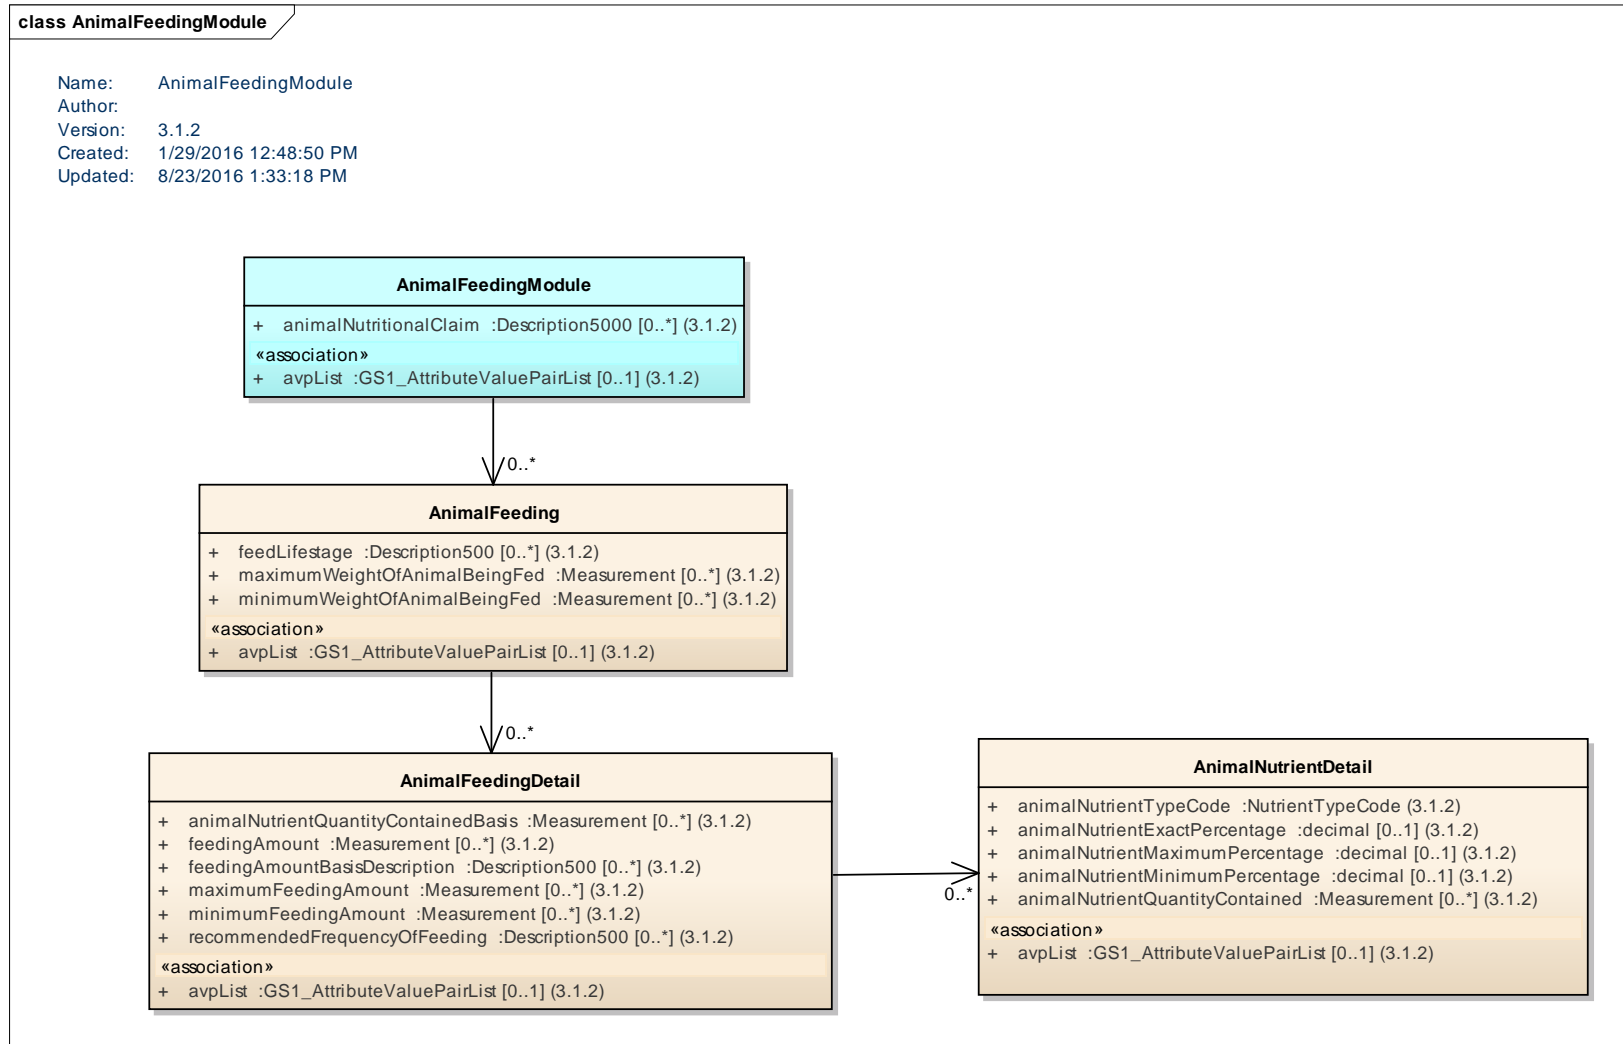 class AnimalFeedingModule
Name: AnimalFeedingModule
Author:
Version: 3.1.2
Created: 1/29/2016 12:48:50 PM
Updated: 8/23/2016 1:33:18 PM
AnimalFeedingModule
+ animalNutritionalClaim :Description5000 [0..*] (3.1.2)
«association»
+ avpList :GS1_AttributeValuePairList [0..1] (3.1.2)
0..*
AnimalFeeding
+ feedLifestage :Description500 [0..*] (3.1.2)
+ maximumWeightOfAnimalBeingFed :Measurement [0..*] (3.1.2)
+ minimumWeightOfAnimalBeingFed :Measurement [0..*] (3.1.2)
«association»
+ avpList :GS1_AttributeValuePairList [0..1] (3.1.2)
0..*
AnimalFeedingDetail
+ animalNutrientQuantityContainedBasis :Measurement [0..*] (3.1.2)
+ feedingAmount :Measurement [0..*] (3.1.2)
+ feedingAmountBasisDescription :Description500 [0..*] (3.1.2)
+ maximumFeedingAmount :Measurement [0..*] (3.1.2)
+ minimumFeedingAmount :Measurement [0..*] (3.1.2)
+ recommendedFrequencyOfFeeding :Description500 [0..*] (3.1.2)
«association»
+ avpList :GS1_AttributeValuePairList [0..1] (3.1.2)
0..*
AnimalNutrientDetail
+ animalNutrientTypeCode :NutrientTypeCode (3.1.2)
+ animalNutrientExactPercentage :decimal [0..1] (3.1.2)
+ animalNutrientMaximumPercentage :decimal [0..1] (3.1.2)
+ animalNutrientMinimumPercentage :decimal [0..1] (3.1.2)
+ animalNutrientQuantityContained :Measurement [0..*] (3.1.2)
«association»
+ avpList :GS1_AttributeValuePairList [0..1] (3.1.2)